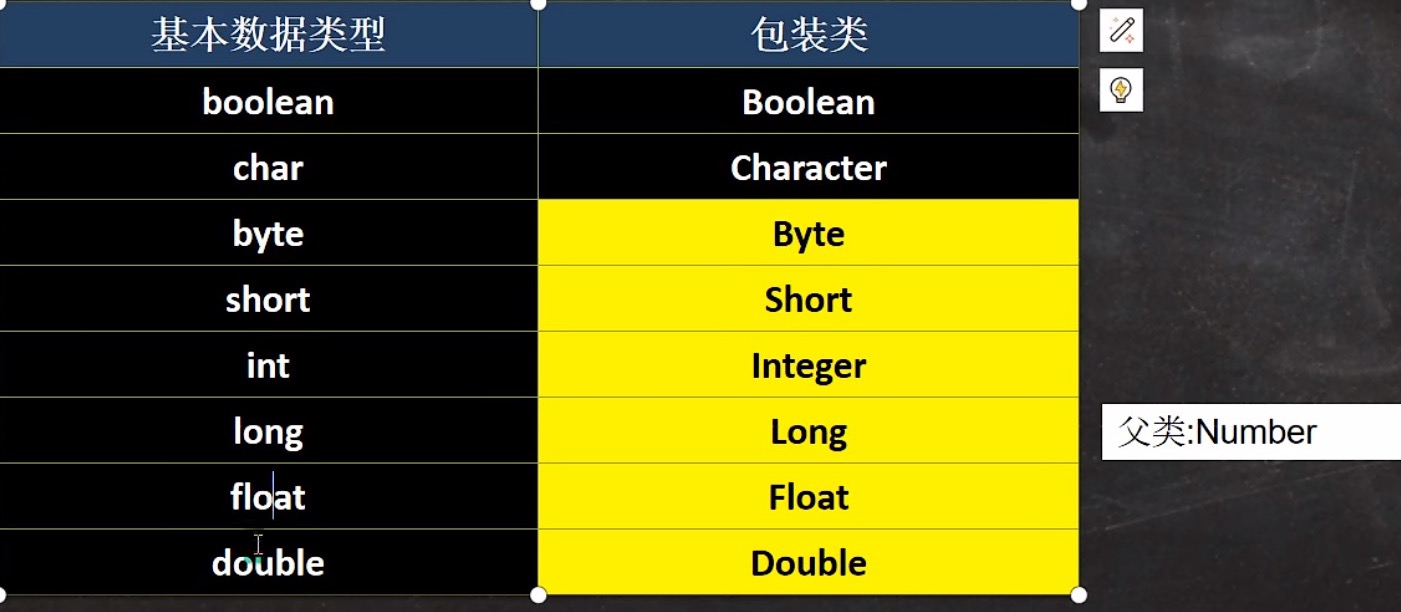 基本数据类型 包装类
boolean Boolean
char Character
byte Byte
short Short
int Integer
long Long
父类:Number
float Float
double Double